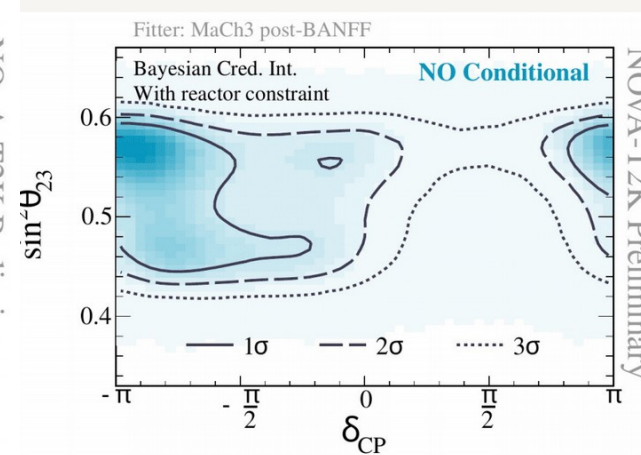 Fitter: MaCh3 post-BANFF
Bayesian Cred. Int.
With reactor constraint
NO Conditional
0.6
0.5
0.4
sin²θ₂₃
1σ 2σ 3σ
-π -π/2 0 π/2 π
δCP
NOvA-T2K Preliminary